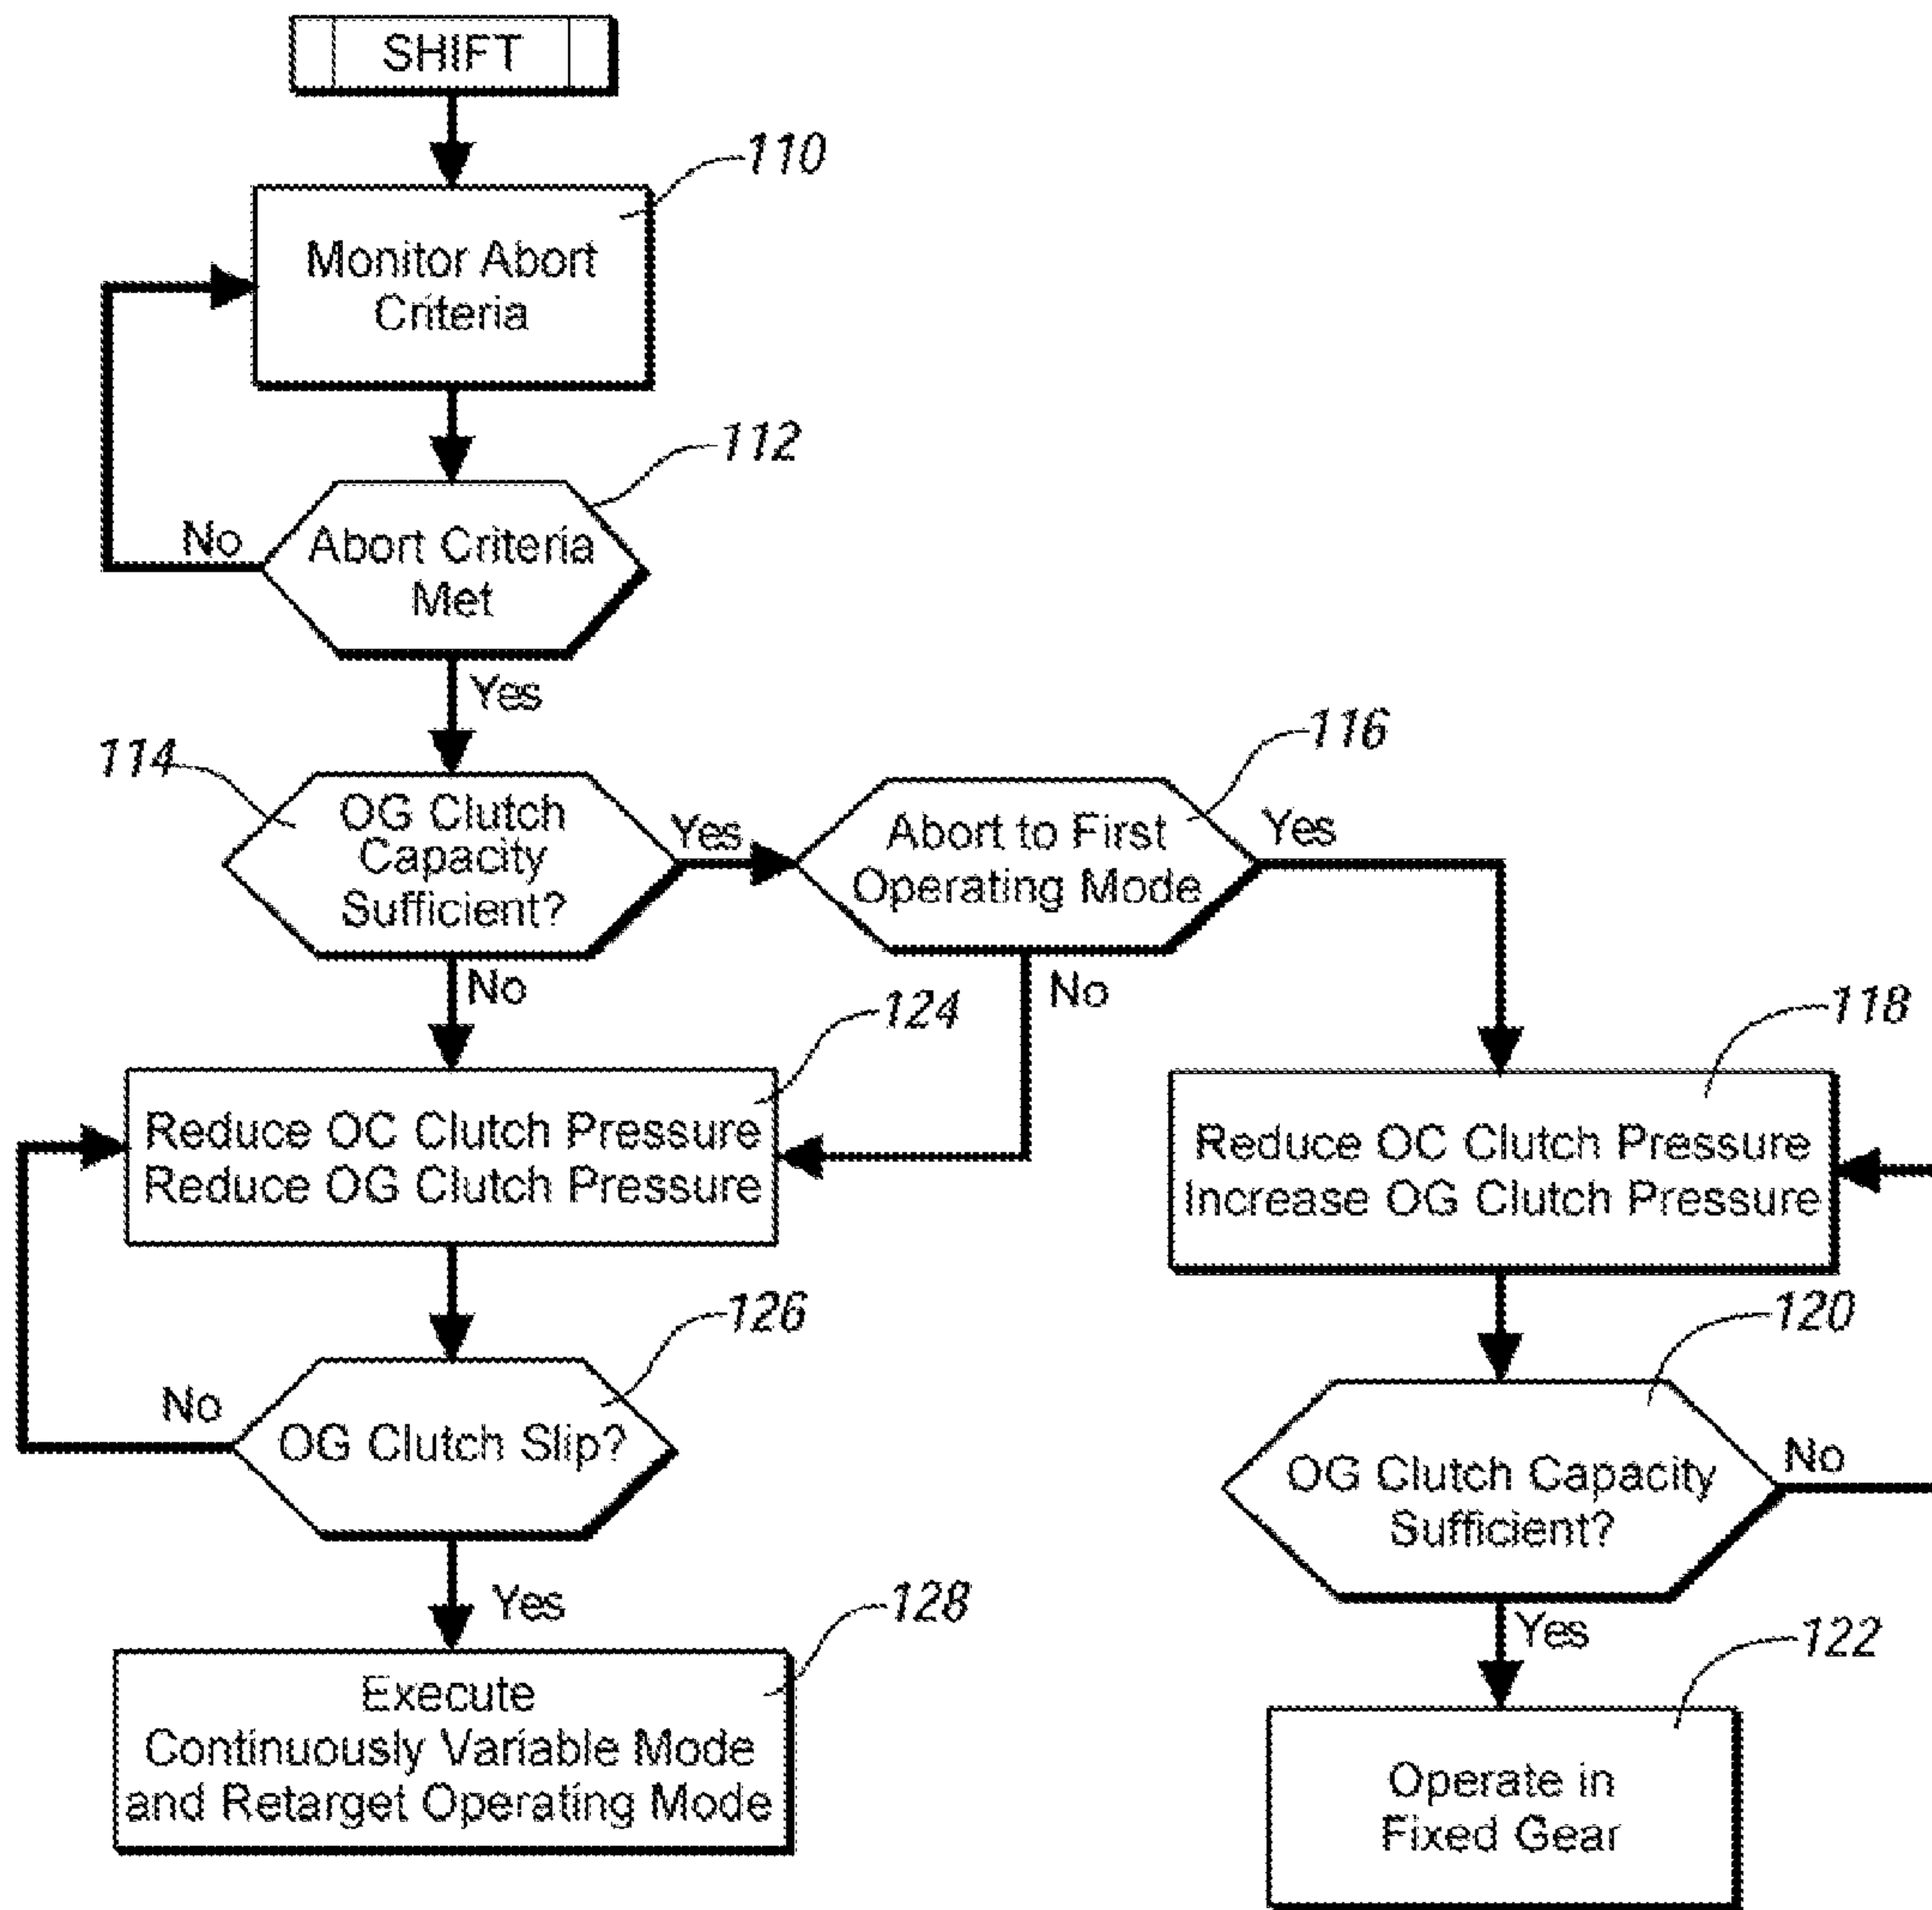 SHIFT
110
Monitor Abort
Criteria
112
No
Abort Criteria
Met
Yes
114
OG Clutch
Capacity
Sufficient?
Yes
116
Abort to First
Operating Mode
Yes
No
No
124
Reduce OC Clutch Pressure
Reduce OG Clutch Pressure
118
Reduce OC Clutch Pressure
Increase OG Clutch Pressure
126
No
OG Clutch Slip?
Yes
120
OG Clutch Capacity
Sufficient?
No
Yes
128
Execute
Continuously Variable Mode
and Retarget Operating Mode
122
Operate in
Fixed Gear